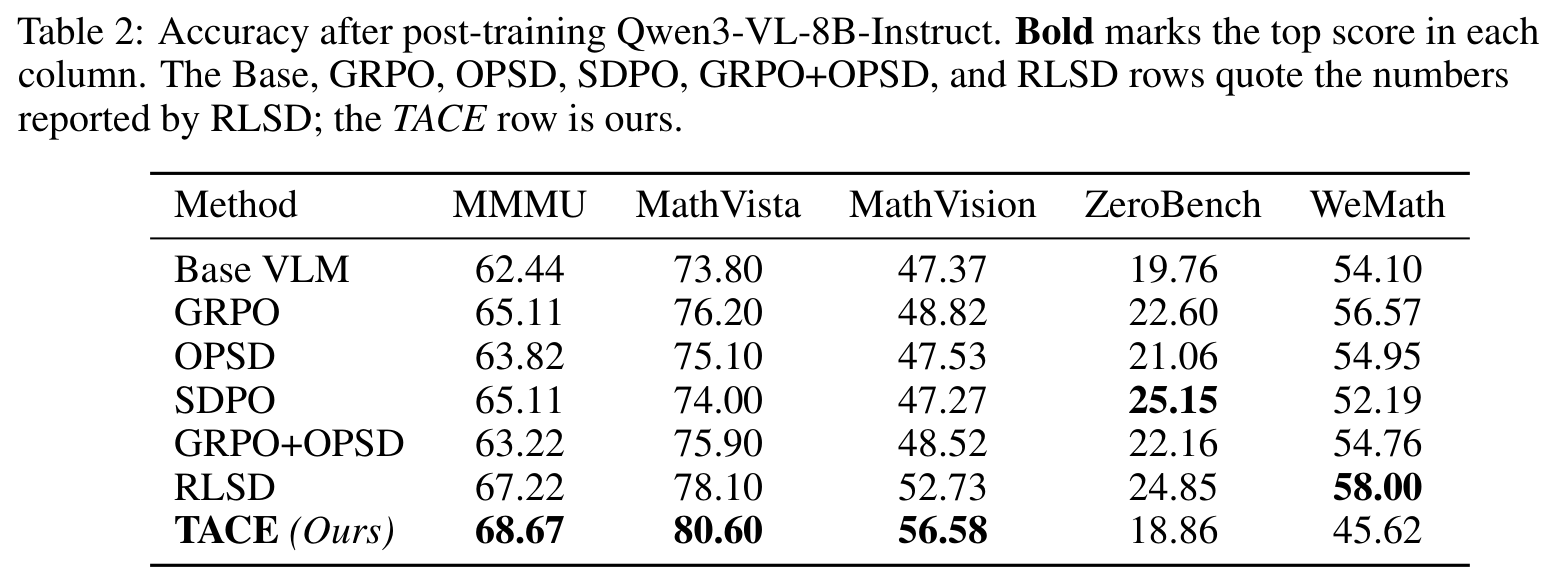 Table 2: Accuracy after post-training Qwen3-VL-8B-Instruct. Bold marks the top score in each
column. The Base, GRPO, OPSD, SDPO, GRPO+OPSD, and RLSD rows quote the numbers
reported by RLSD; the TACE row is ours.
Method MMMU MathVista MathVision ZeroBench WeMath
Base VLM 62.44 73.80 47.37 19.76 54.10
GRPO 65.11 76.20 48.82 22.60 56.57
OPSD 63.82 75.10 47.53 21.06 54.95
SDPO 65.11 74.00 47.27 25.15 52.19
GRPO+OPSD 63.22 75.90 48.52 22.16 54.76
RLSD 67.22 78.10 52.73 24.85 58.00
TACE (Ours) 68.67 80.60 56.58 18.86 45.62